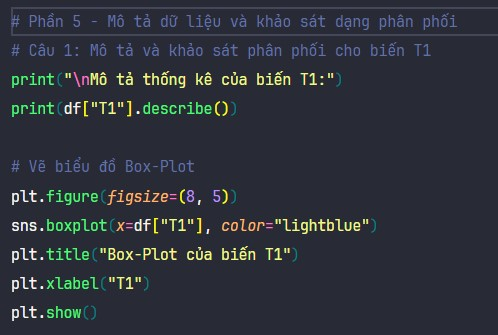 # Phần 5 - Mô tả dữ liệu và khảo sát dạng phân phối
# Câu 1: Mô tả và khảo sát phân phối cho biến T1
print("\nMô tả thống kê của biến T1:")
print(df["T1"].describe())
# Vẽ biểu đồ Box-Plot
plt.figure(figsize=(8, 5))
sns.boxplot(x=df["T1"], color="lightblue")
plt.title("Box-Plot của biến T1")
plt.xlabel("T1")
plt.show()